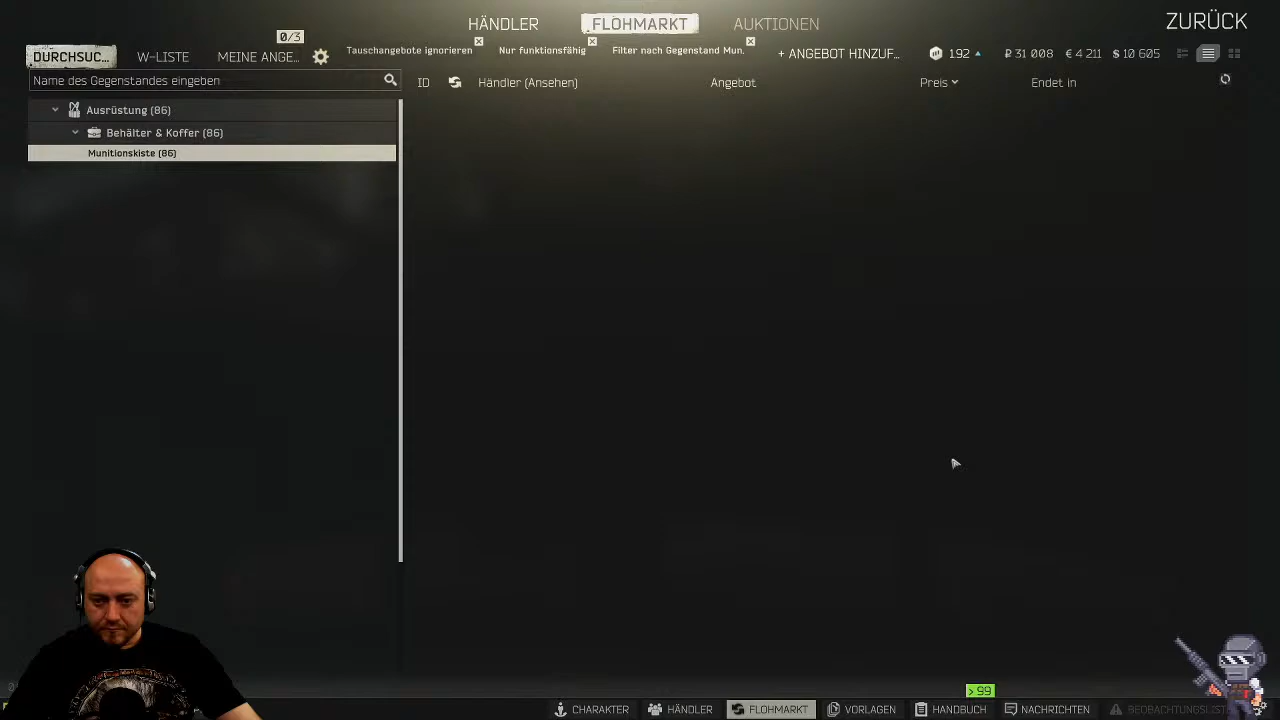 HÄNDLER
FLOHMARKT
AUKTIONEN
ZURÜCK
0/3
DURCHSUC...
W-LISTE
MEINE ANGE...
Tauschangebote ignorieren
Nur funktionsfähig
Filter nach Gegenstand Mun.
+ ANGEBOT HINZUF...
1.92
₽ 31 008
€ 4 211
$ 10 605
Name des Gegenstandes eingeben
ID
Händler (Ansehen)
Angebot
Preis
Endet in
Ausrüstung (86)
Behälter & Koffer (86)
Munitionskiste (86)
> 99
CHARAKTER
HÄNDLER
FLOHMARKT
VORLAGEN
HANDBUCH
NACHRICHTEN